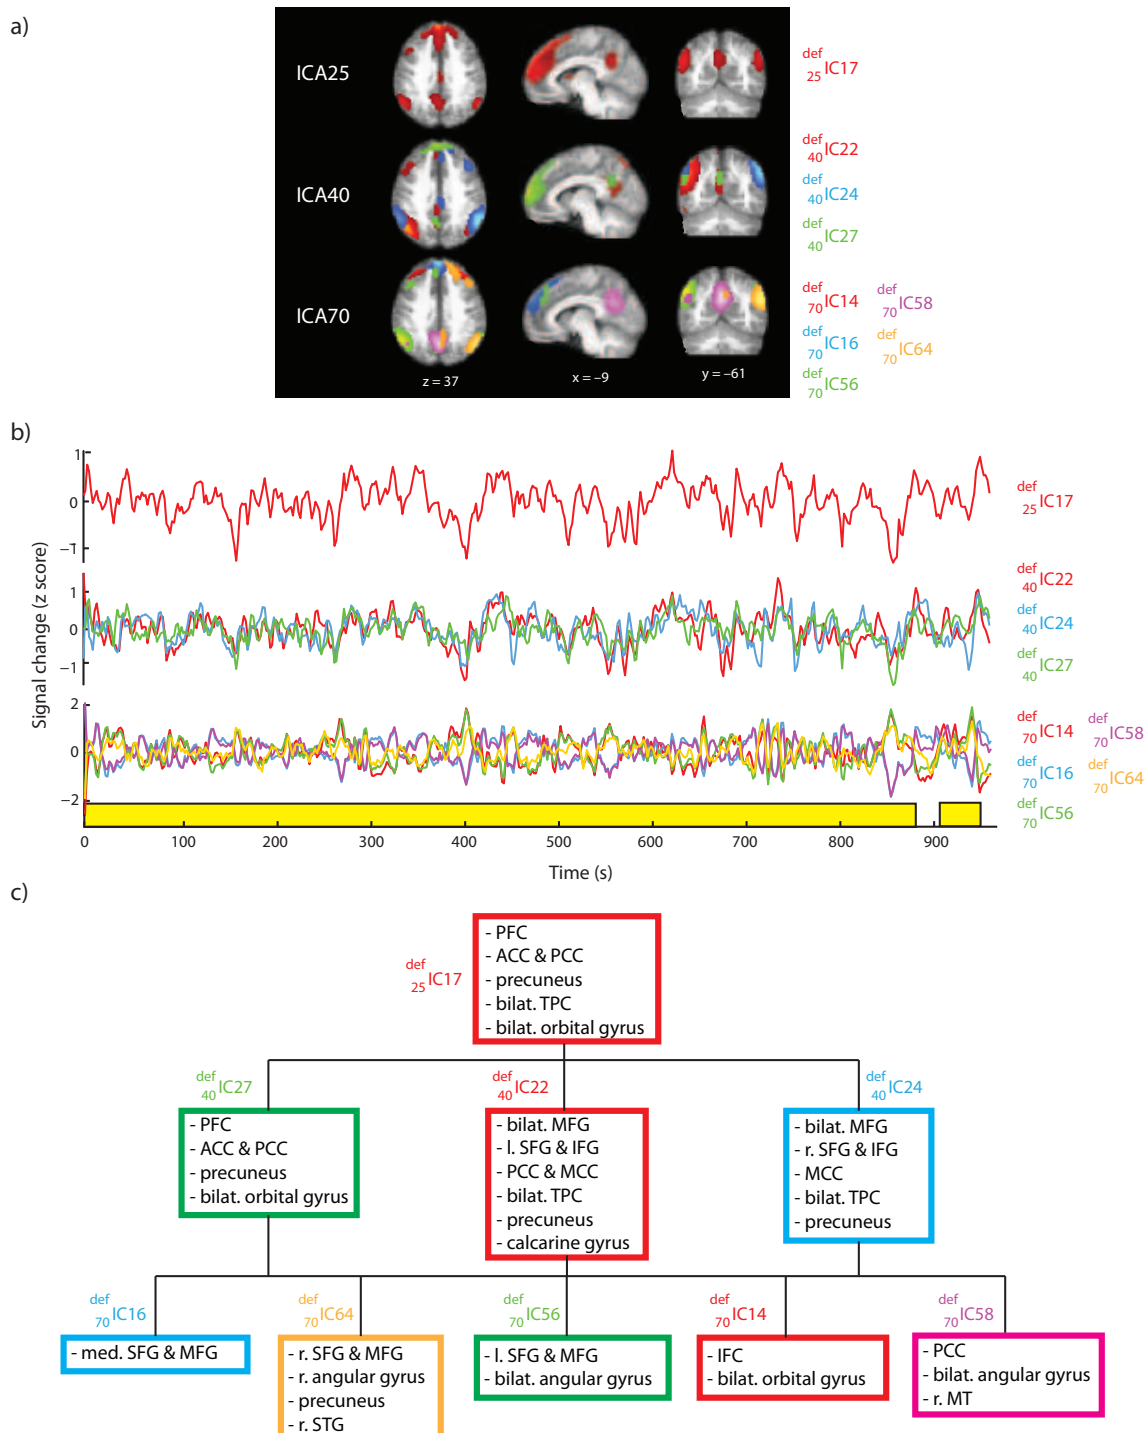 a)
ICA25
def 25 IC17
ICA40
def 40 IC22
def 40 IC24
def 40 IC27
ICA70
def 70 IC14
def 70 IC58
def 70 IC16
def 70 IC64
def 70 IC56
z = 37
x = –9
y = –61
b)
Signal change (z score)
1
0
–1
def 25 IC17
1
0
–1
def 40 IC22
def 40 IC24
def 40 IC27
2
0
–2
def 70 IC14
def 70 IC58
def 70 IC16
def 70 IC64
def 70 IC56
0 100 200 300 400 500 600 700 800 900
Time (s)
c)
def 25 IC17
- PFC
- ACC & PCC
- precuneus
- bilat. TPC
- bilat. orbital gyrus
def 40 IC27
- PFC
- ACC & PCC
- precuneus
- bilat. orbital gyrus
def 40 IC22
- bilat. MFG
- l. SFG & IFG
- PCC & MCC
- bilat. TPC
- precuneus
- calcarine gyrus
def 40 IC24
- bilat. MFG
- r. SFG & IFG
- MCC
- bilat. TPC
- precuneus
def 70 IC16
- med. SFG & MFG
def 70 IC64
- r. SFG & MFG
- r. angular gyrus
- precuneus
- r. STG
def 70 IC56
- l. SFG & MFG
- bilat. angular gyrus
def 70 IC14
- IFC
- bilat. orbital gyrus
def 70 IC58
- PCC
- bilat. angular gyrus
- r. MT